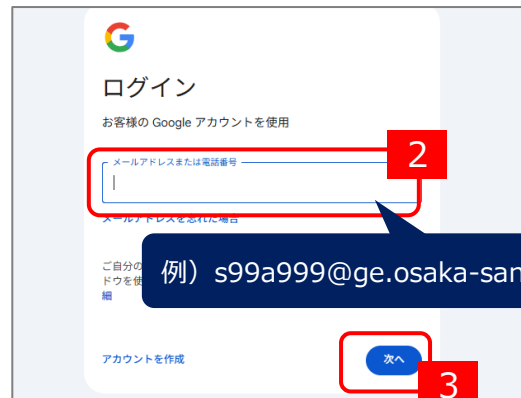 ログイン
お客様の Google アカウントを使用
メールアドレスまたは電話番号
2
メールアドレスを忘れた場合
例）s99a999@ge.osaka-san
ご自分の
ドウを使
細
アカウントを作成
次へ
3